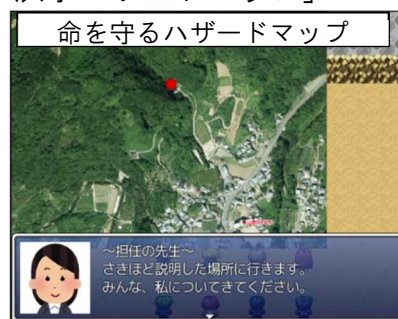 命を守るハザードマップ
～担任の先生～
さきほど説明した場所に行きます。
みんな、私についてきてください。